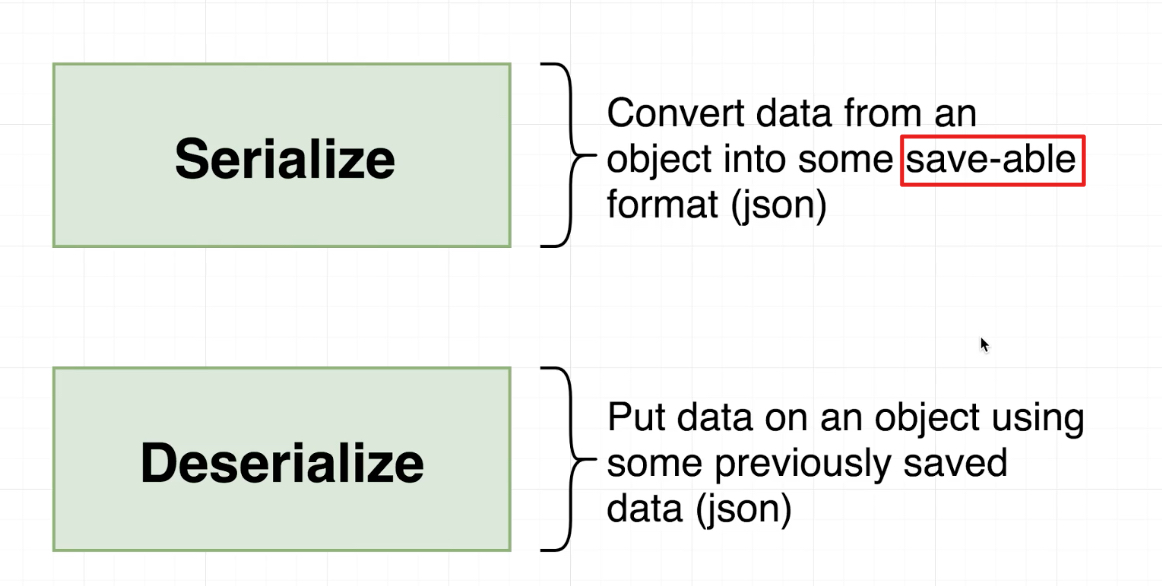 Serialize
Convert data from an
object into some save-able
format (json)
Deserialize
Put data on an object using
some previously saved
data (json)